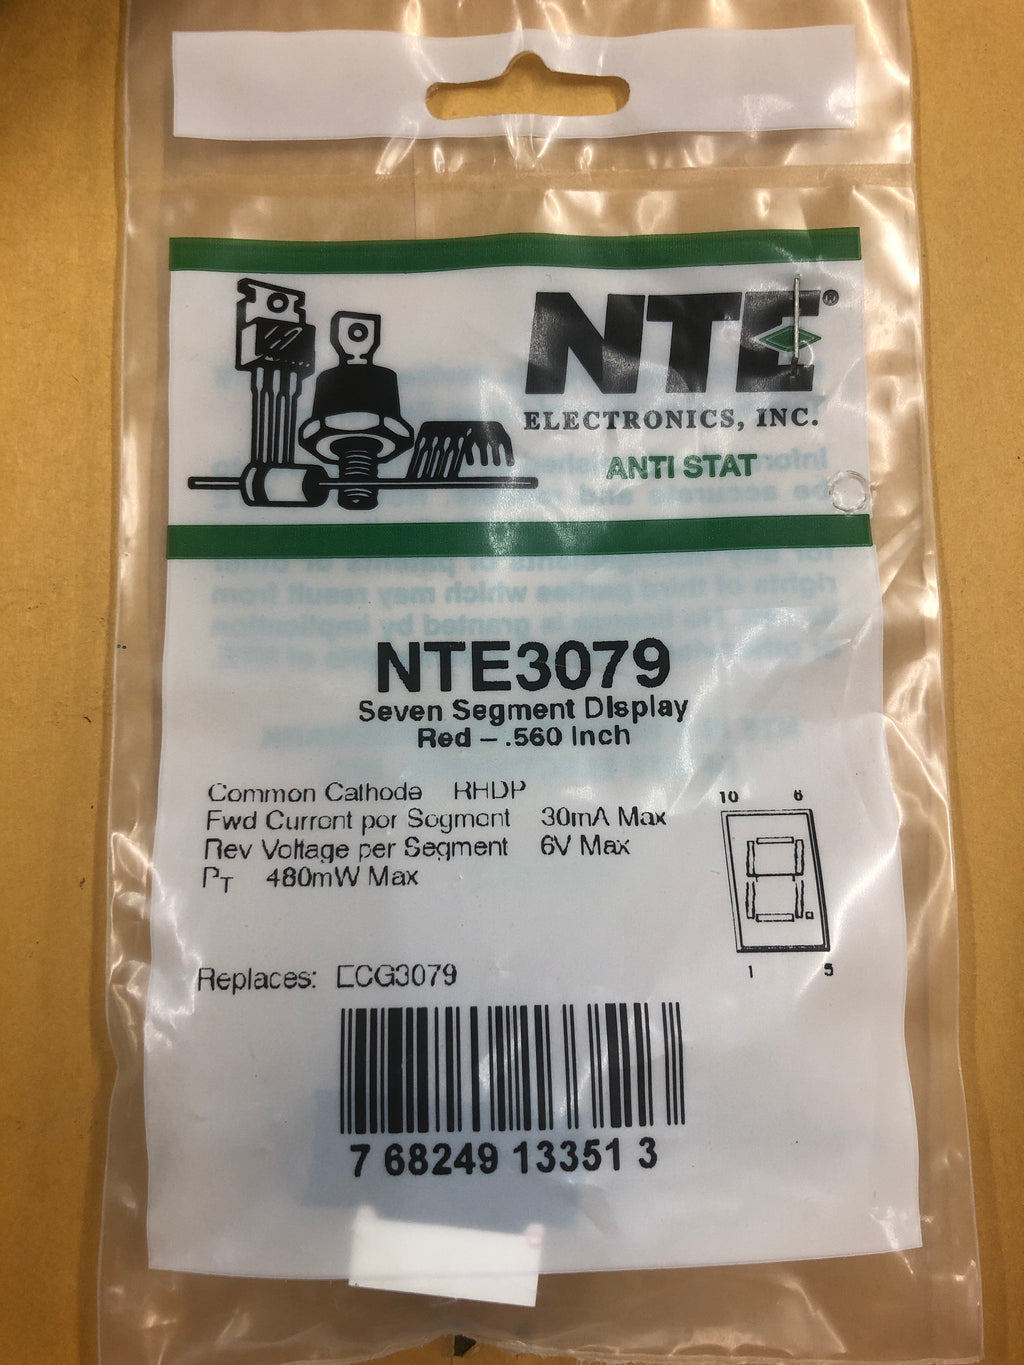 NTE®
ELECTRONICS, INC.
ANTI STAT
NTE3079
Seven Segment Display
Red – .560 Inch
Common Cathode RHDP
Fwd Current per Segment 30mA Max
Rev Voltage per Segment 6V Max
PT 480mW Max
10 6
1 5
Replaces: ECG3079
7 68249 13351 3